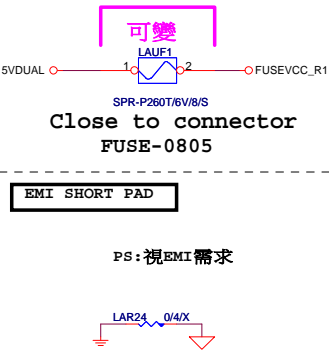 可變
LAUF1
5VDUAL 1 2 FUSEVCC_R1
SPR-P260T/6V/8/S
Close to connector
FUSE-0805
EMI SHORT PAD
PS:視EMI需求
LAR24 0/4/X